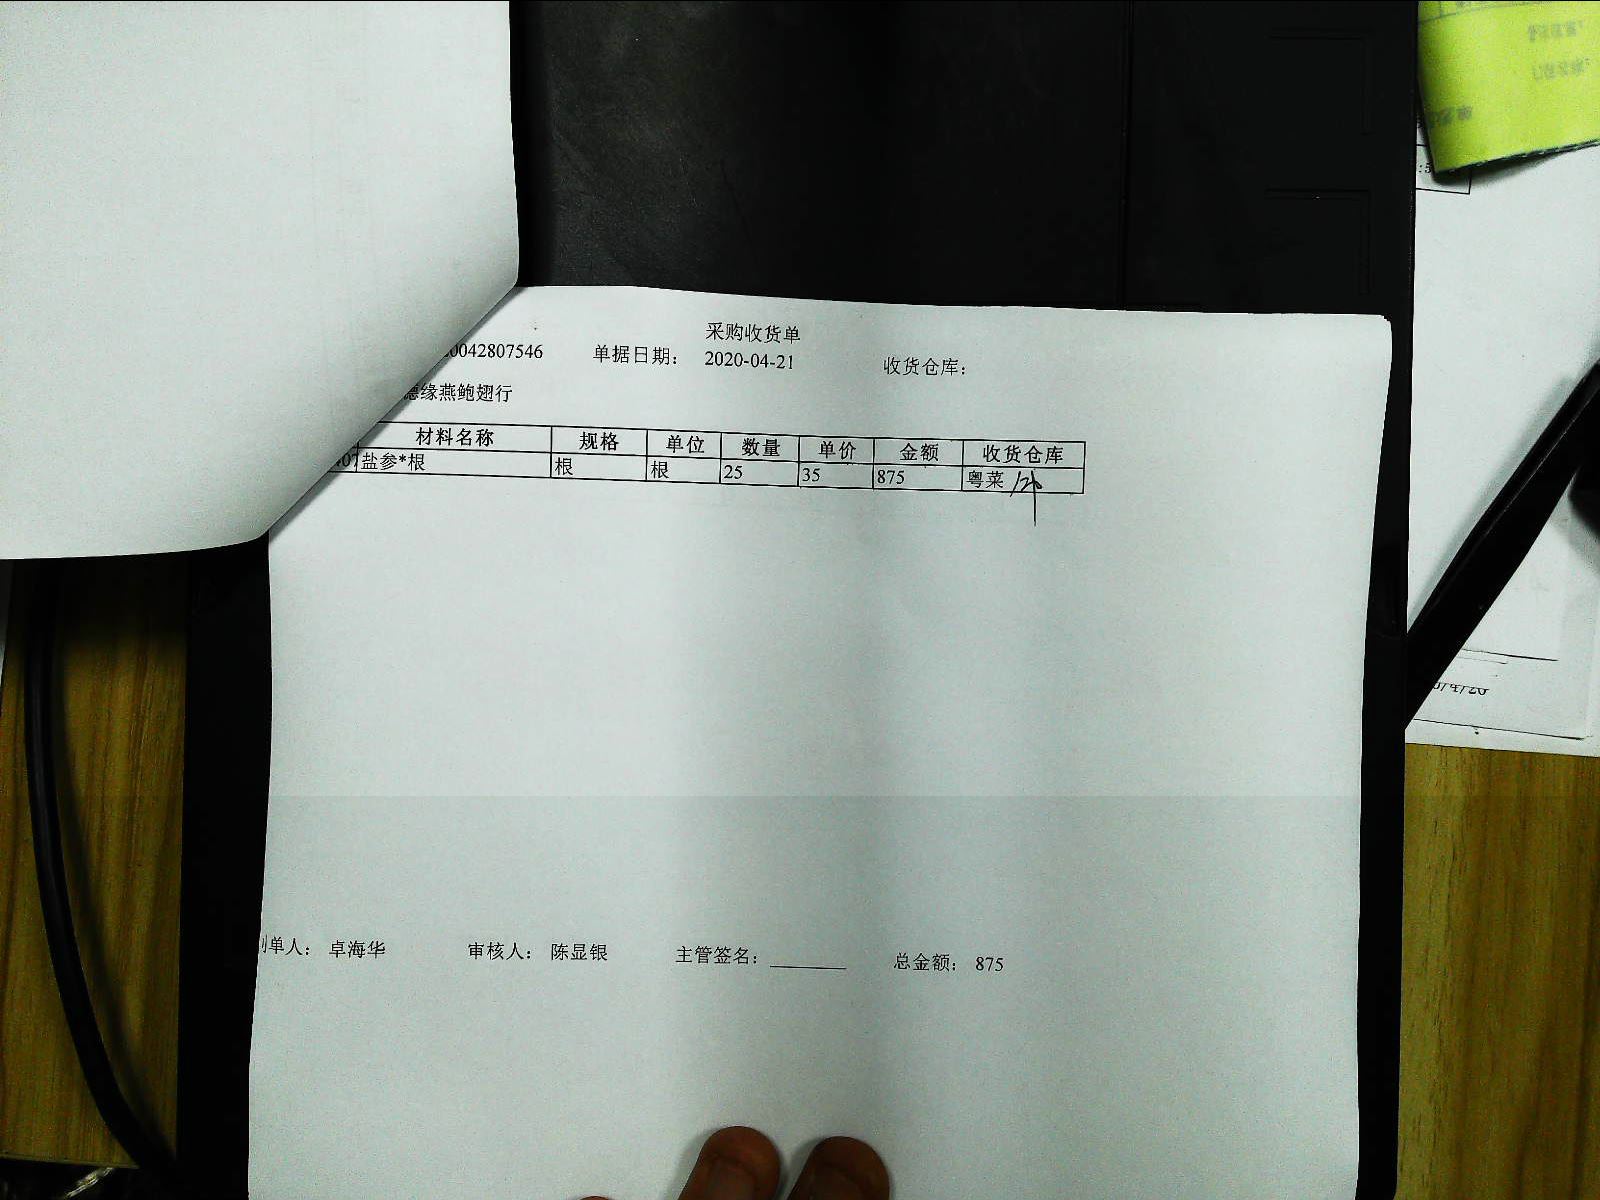 采购收货单
0042807546 单据日期： 2020-04-21 收货仓库：
德缘燕鲍翅行
材料名称 规格 单位 数量 单价 金额 收货仓库
407 盐参*根 根 根 25 35 875 粤菜
制单人： 卓海华 审核人： 陈显银 主管签名： 总金额： 875